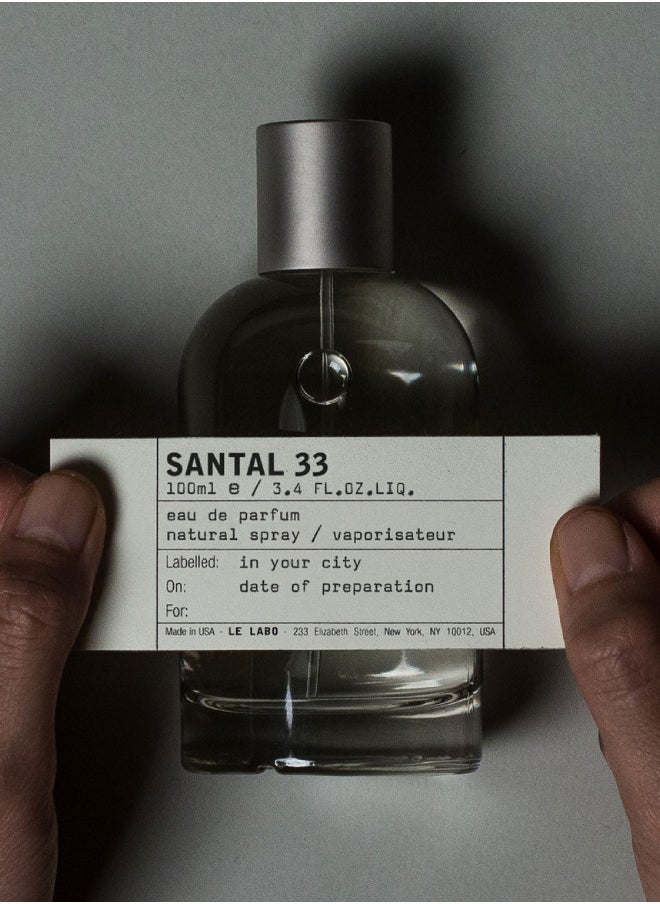 SANTAL 33
100ml e / 3.4 FL.OZ.LIQ.
eau de parfum
natural spray / vaporisateur
Labelled: in your city
On: date of preparation
For:
Made in USA - LE LABO - 233 Elizabeth Street, New York, NY 10012, USA